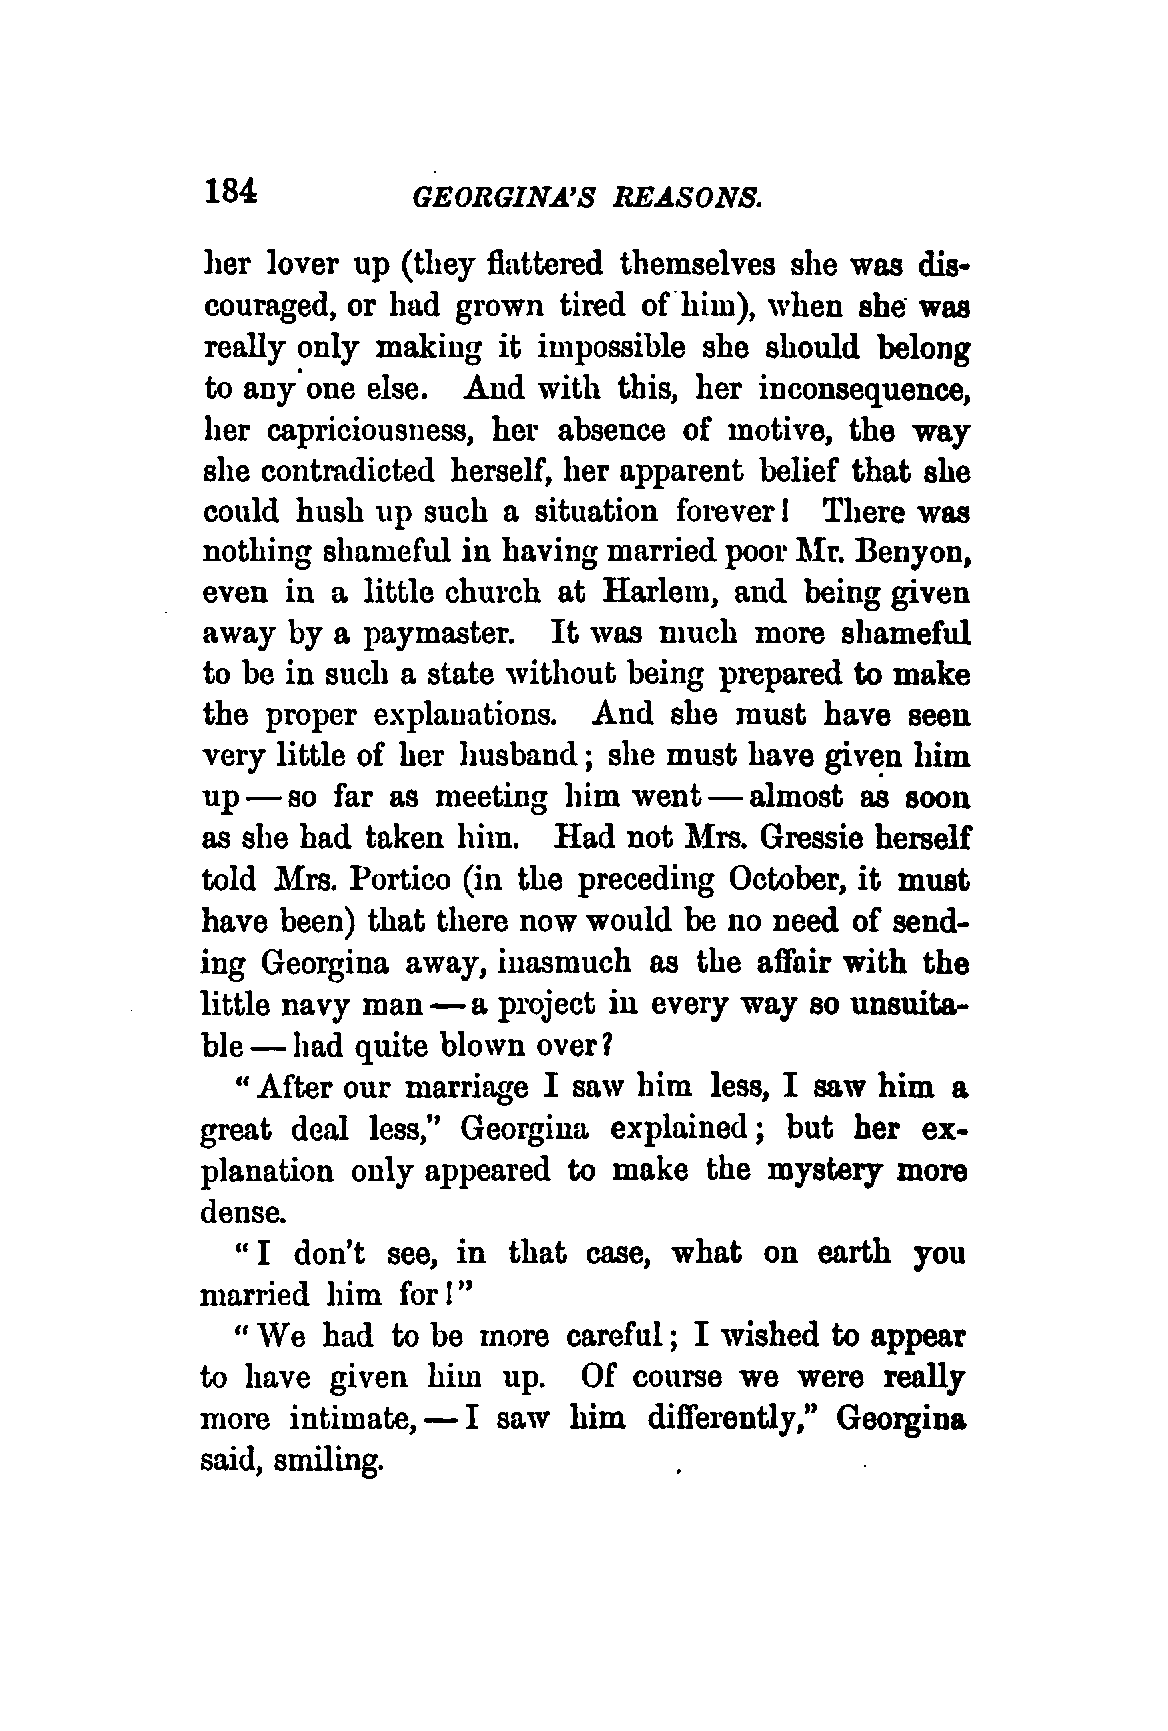 184 GEORGINA'S REASONS.
her lover up (they flattered themselves she was dis-
couraged, or had grown tired of him), when she was
really only making it impossible she should belong
to any one else. And with this, her inconsequence,
her capriciousness, her absence of motive, the way
she contradicted herself, her apparent belief that she
could hush up such a situation forever! There was
nothing shameful in having married poor Mr. Benyon,
even in a little church at Harlem, and being given
away by a paymaster. It was much more shameful
to be in such a state without being prepared to make
the proper explanations. And she must have seen
very little of her husband; she must have given him
up — so far as meeting him went — almost as soon
as she had taken him. Had not Mrs. Gressie herself
told Mrs. Portico (in the preceding October, it must
have been) that there now would be no need of send-
ing Georgina away, inasmuch as the affair with the
little navy man — a project in every way so unsuita-
ble — had quite blown over?
"After our marriage I saw him less, I saw him a
great deal less," Georgina explained; but her ex-
planation only appeared to make the mystery more
dense.
"I don't see, in that case, what on earth you
married him for!"
"We had to be more careful; I wished to appear
to have given him up. Of course we were really
more intimate, — I saw him differently," Georgina
said, smiling.